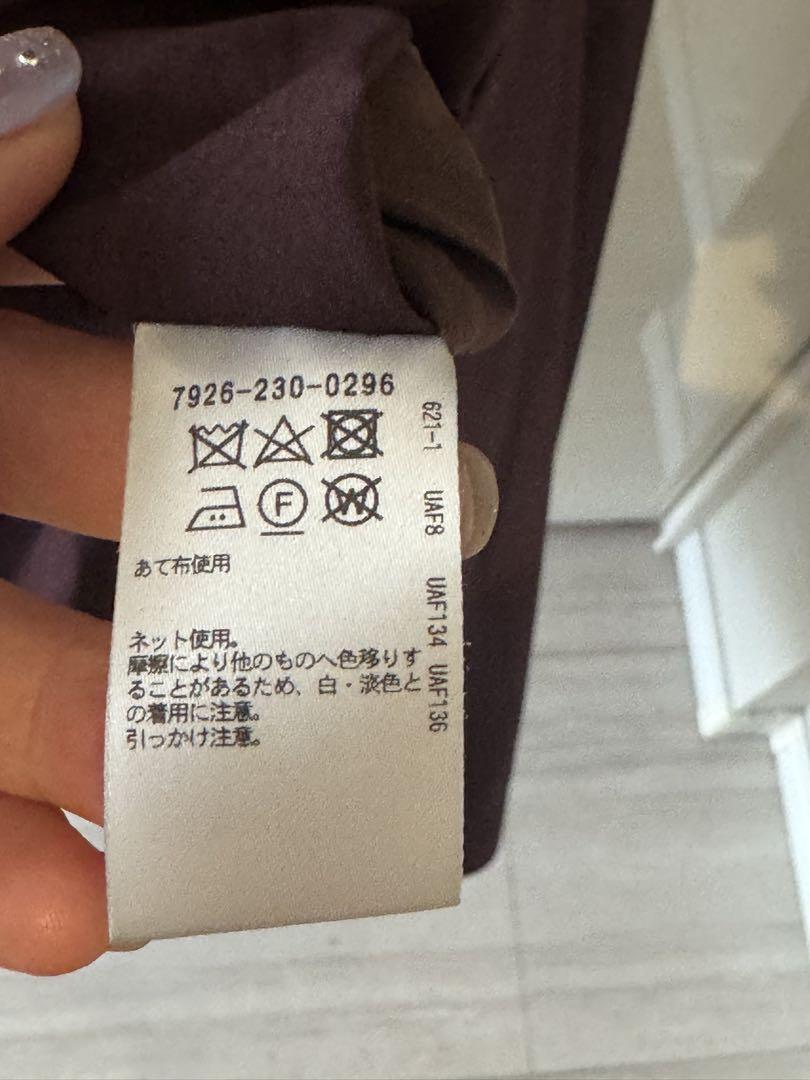 7926-230-0296
F
W
あて布使用
ネット使用。
摩擦により他のものへ色移りす
ることがあるため、白・淡色と
の着用に注意。
引っかけ注意。
621-1 UAF8 UAF134 UAF136